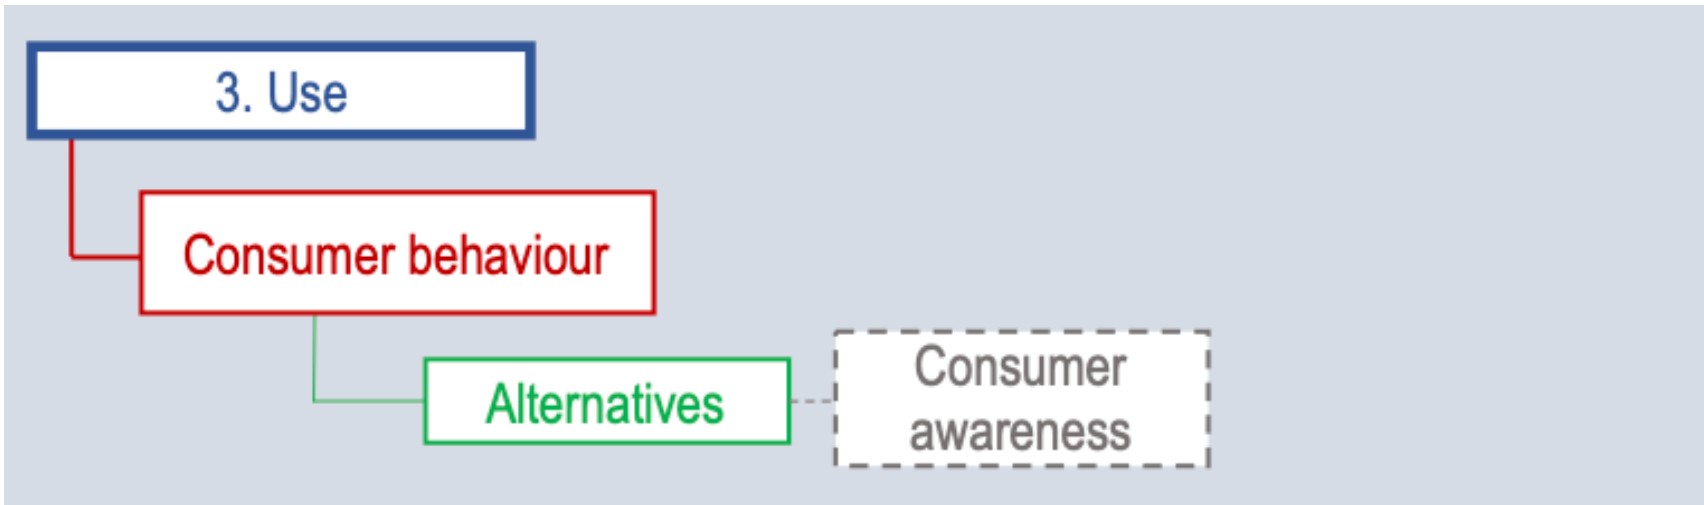 3. Use
Consumer behaviour
Alternatives
Consumer
awareness